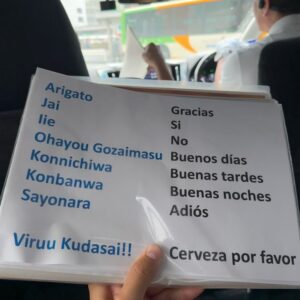 Arigato Gracias
Jai Si
Iie No
Ohayou Gozaimasu Buenos días
Konnichiwa Buenas tardes
Konbanwa Buenas noches
Sayonara Adiós
Viruu Kudasai!! Cerveza por favor